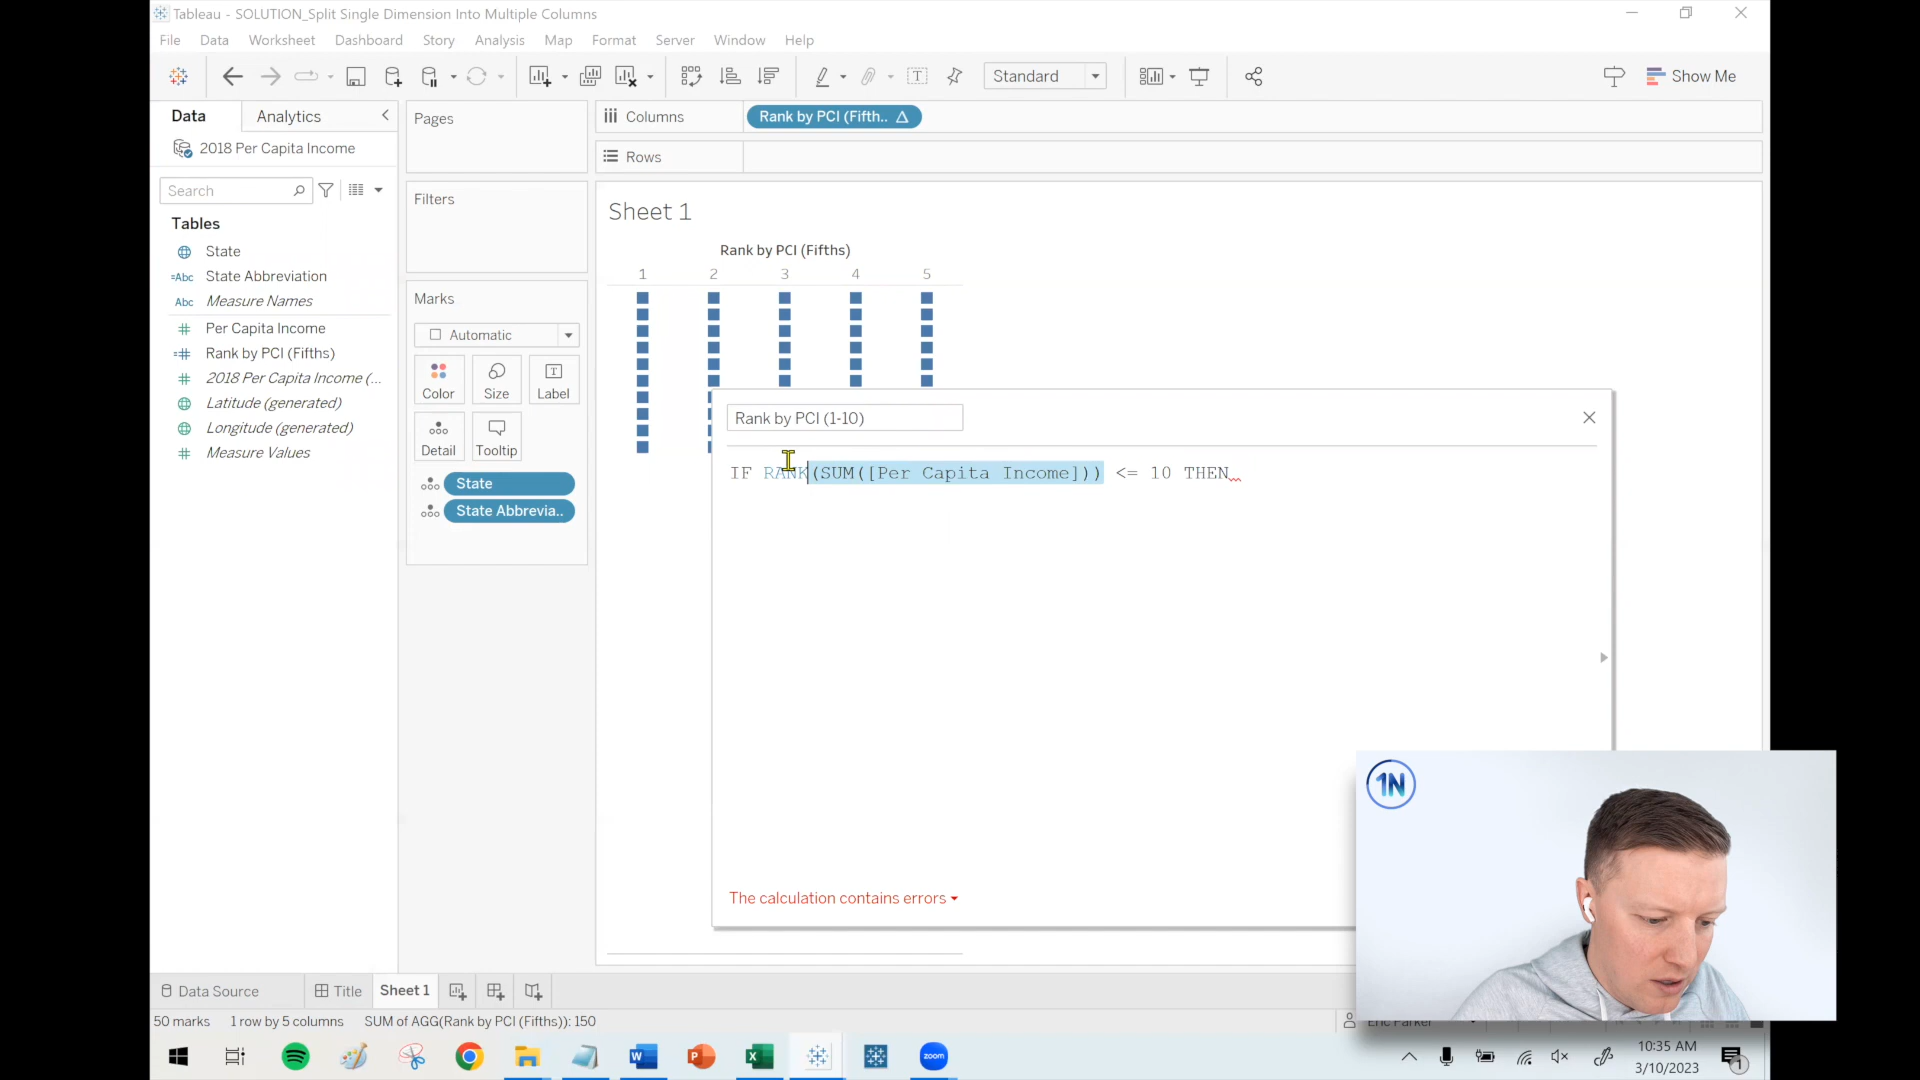 Tableau - SOLUTION_Split Single Dimension Into Multiple Columns
File Data Worksheet Dashboard Story Analysis Map Format Server Window Help
Standard
Show Me
Data
Analytics
2018 Per Capita Income
Search
Tables
State
=Abc State Abbreviation
Abc Measure Names
Per Capita Income
Rank by PCI (Fifths)
2018 Per Capita Income (...
Latitude (generated)
Longitude (generated)
Measure Values
Pages
Filters
Marks
Automatic
Color
Size
Label
Detail
Tooltip
State
State Abbrevia..
Columns
Rank by PCI (Fifth..
Rows
Sheet 1
Rank by PCI (Fifths)
1 2 3 4 5
Rank by PCI (1-10)
IF RANK(SUM([Per Capita Income])) <= 10 THEN
The calculation contains errors
1N
Data Source
Title
Sheet 1
50 marks
1 row by 5 columns
SUM of AGG(Rank by PCI (Fifths)): 150
Eric Parker
zoom
10:35 AM
3/10/2023
1